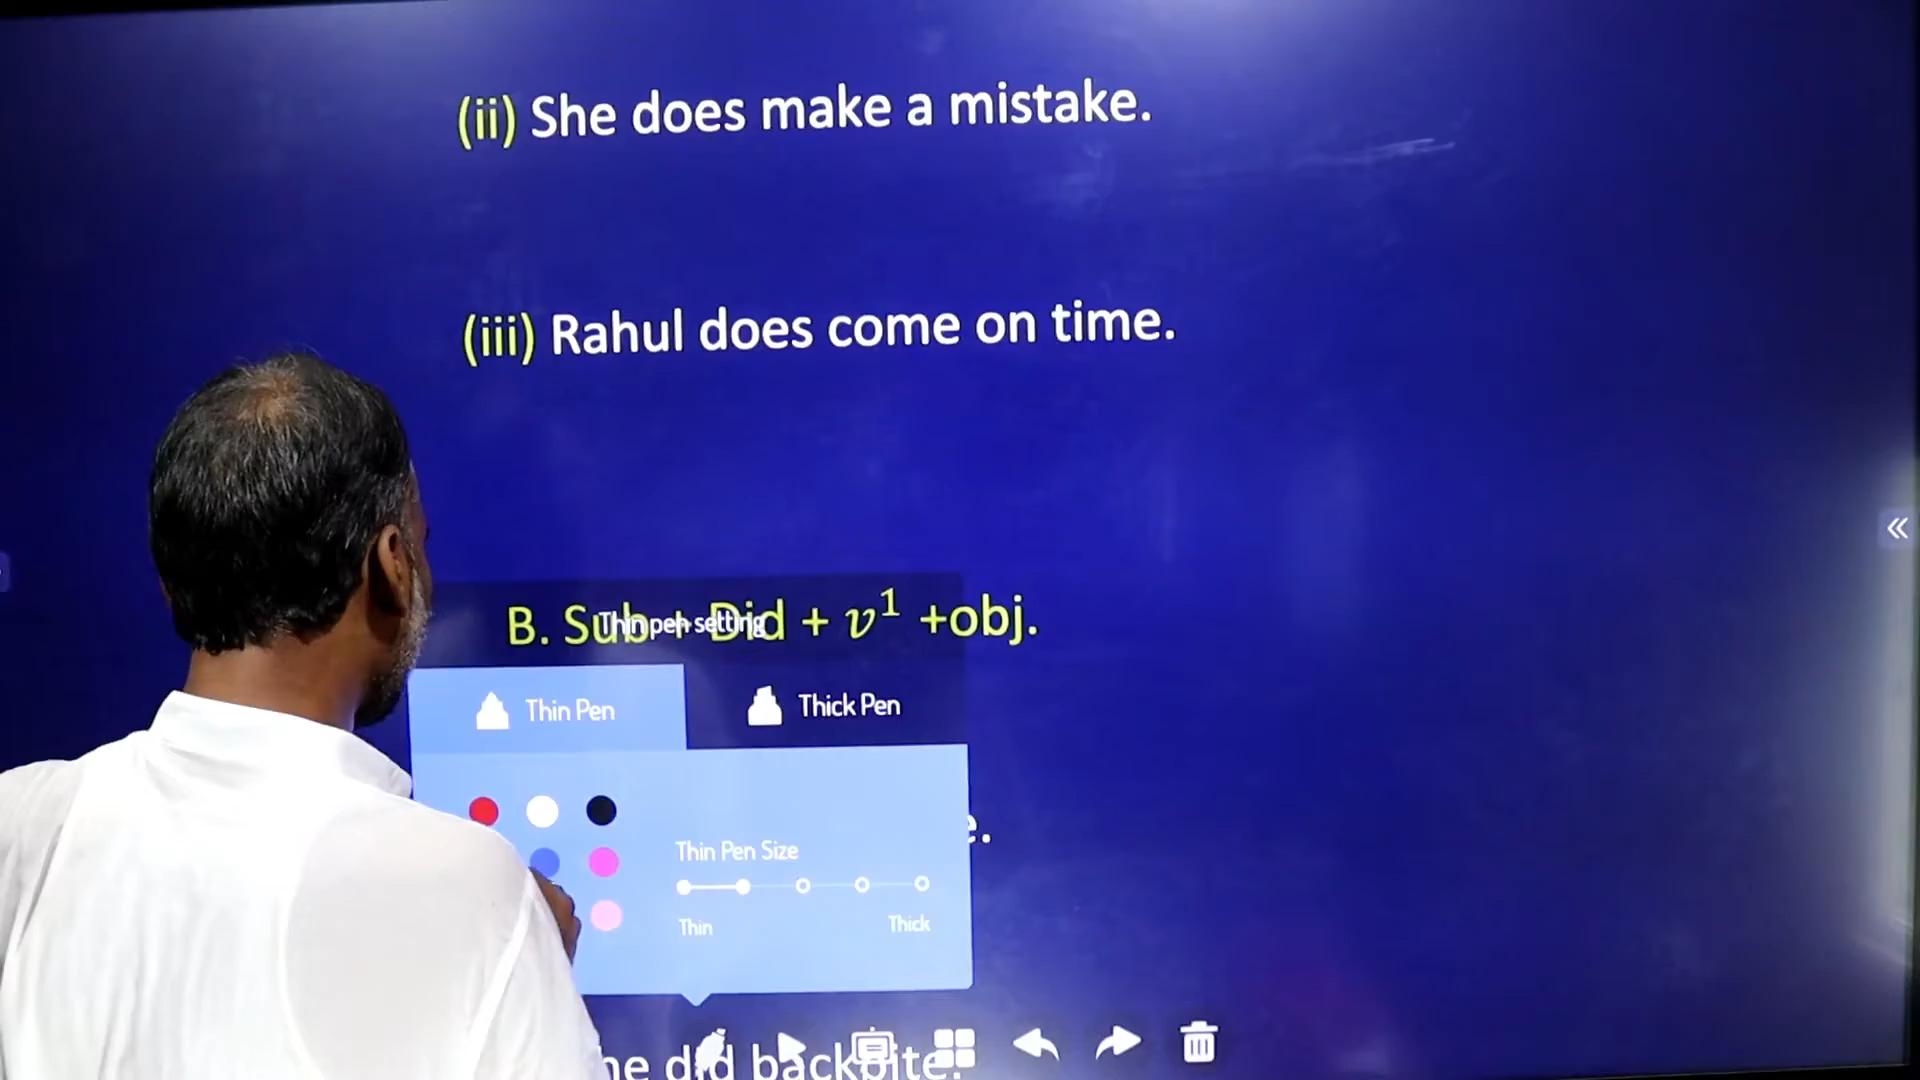 (ii) She does make a mistake.
(iii) Rahul does come on time.
B. Sub + Did + v¹ +obj.
Thin pen setting
Thin Pen
Thick Pen
Thin Pen Size
Thin
Thick
he did backbite.